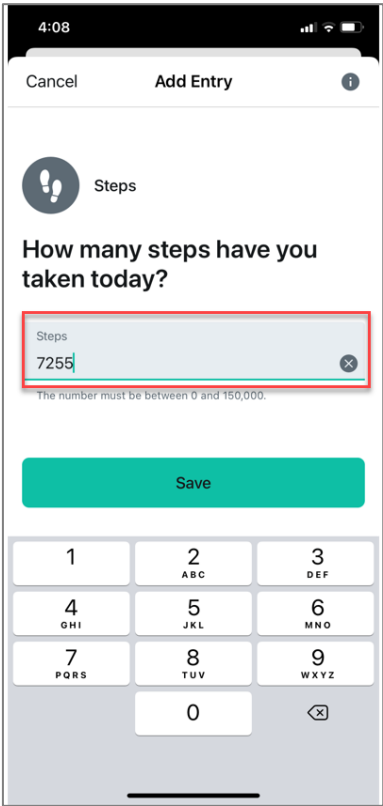 4:08
Cancel
Add Entry
Steps
How many steps have you
taken today?
Steps
7255
The number must be between 0 and 150,000.
Save
1
2
ABC
3
DEF
4
GHI
5
JKL
6
MNO
7
PQRS
8
TUV
9
WXYZ
0